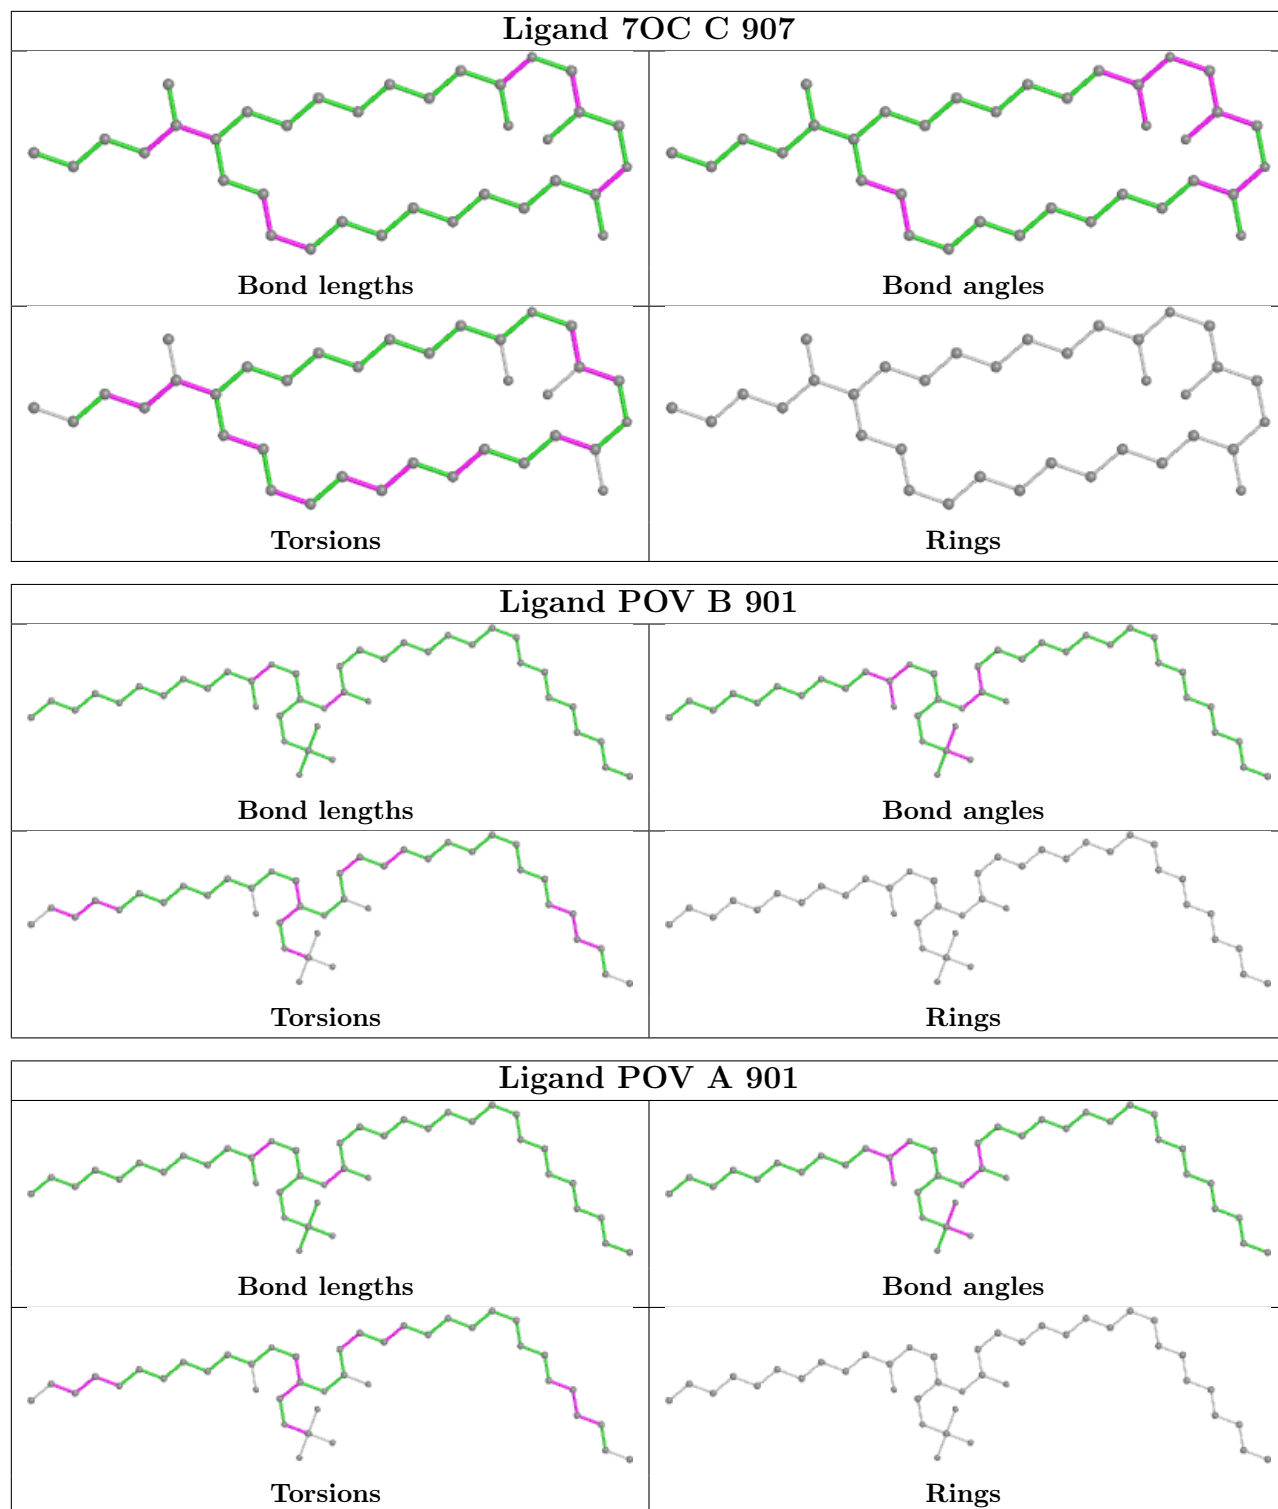 Ligand 7OC C 907
Bond lengths
Bond angles
Torsions
Rings
Ligand POV B 901
Bond lengths
Bond angles
Torsions
Rings
Ligand POV A 901
Bond lengths
Bond angles
Torsions
Rings